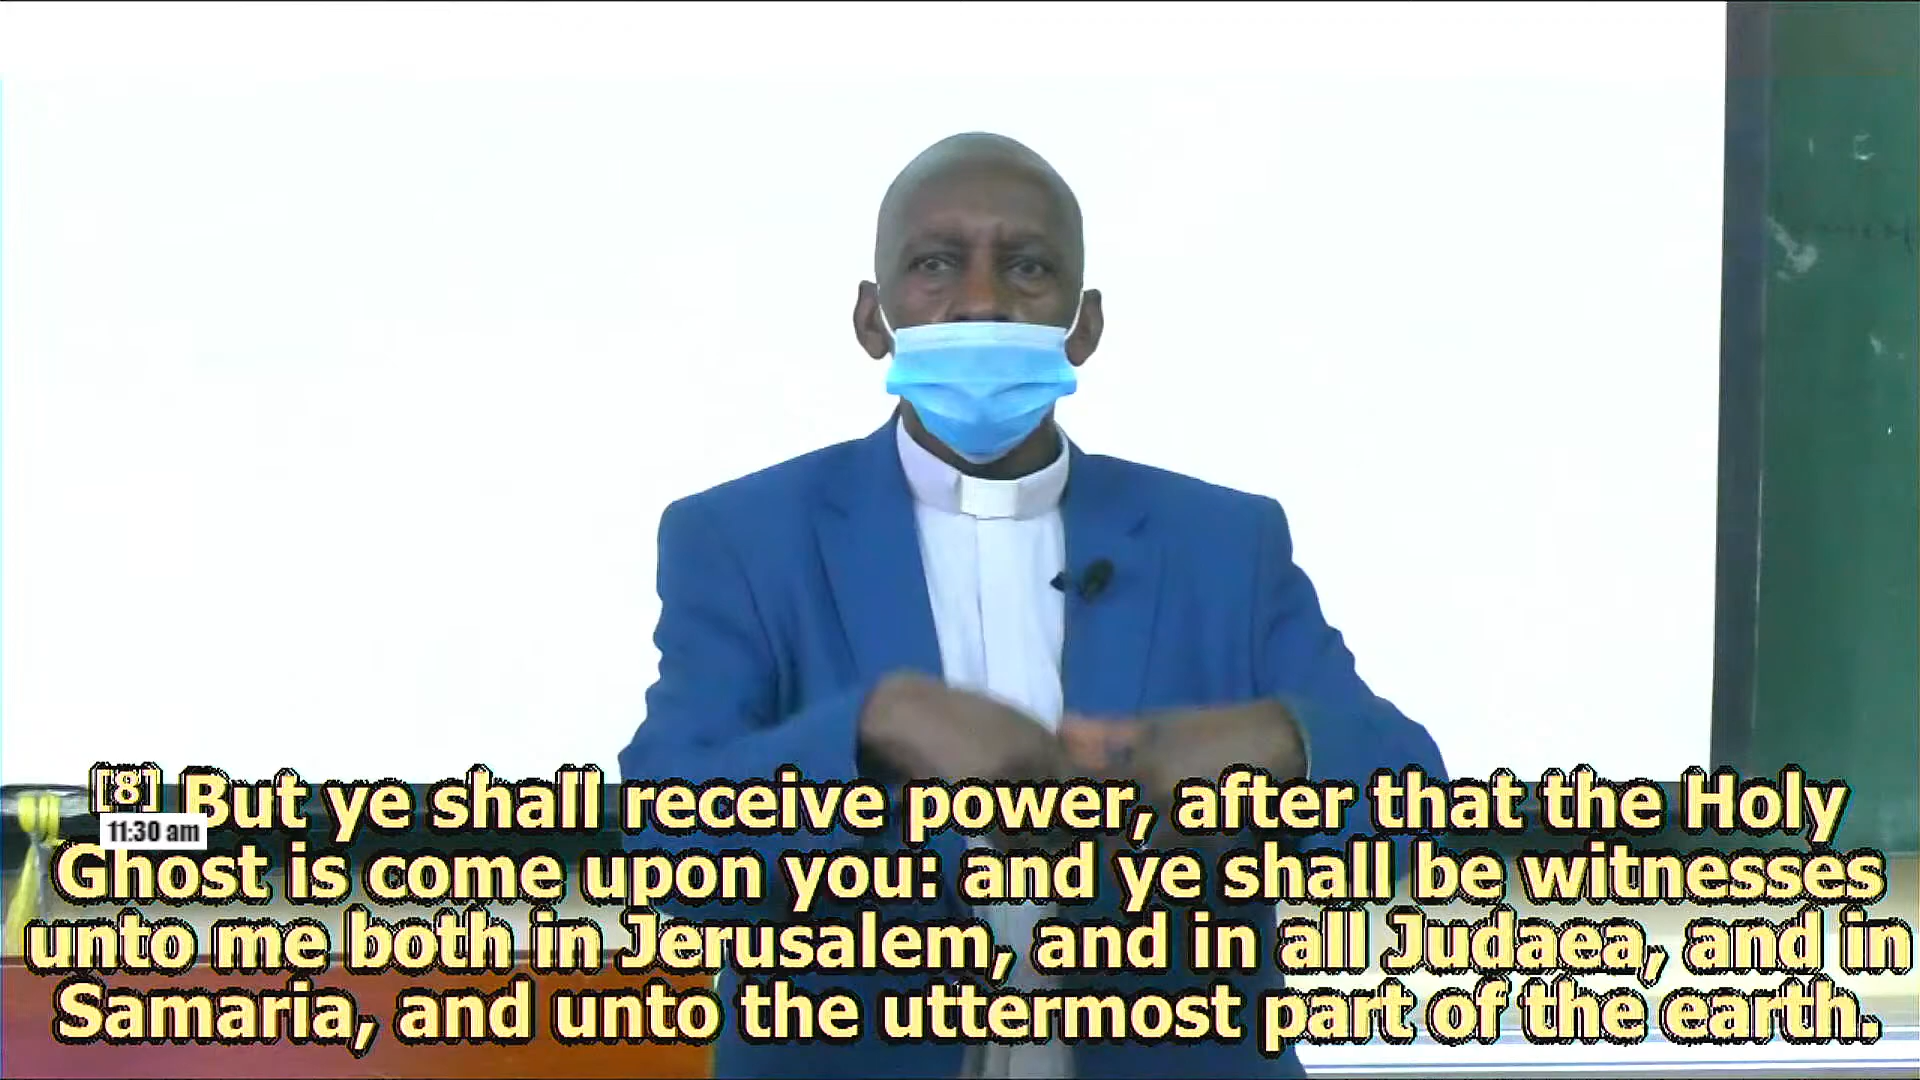 [8] But ye shall receive power, after that the Holy
11:30 am
Ghost is come upon you: and ye shall be witnesses
unto me both in Jerusalem, and in all Judaea, and in
Samaria, and unto the uttermost part of the earth.